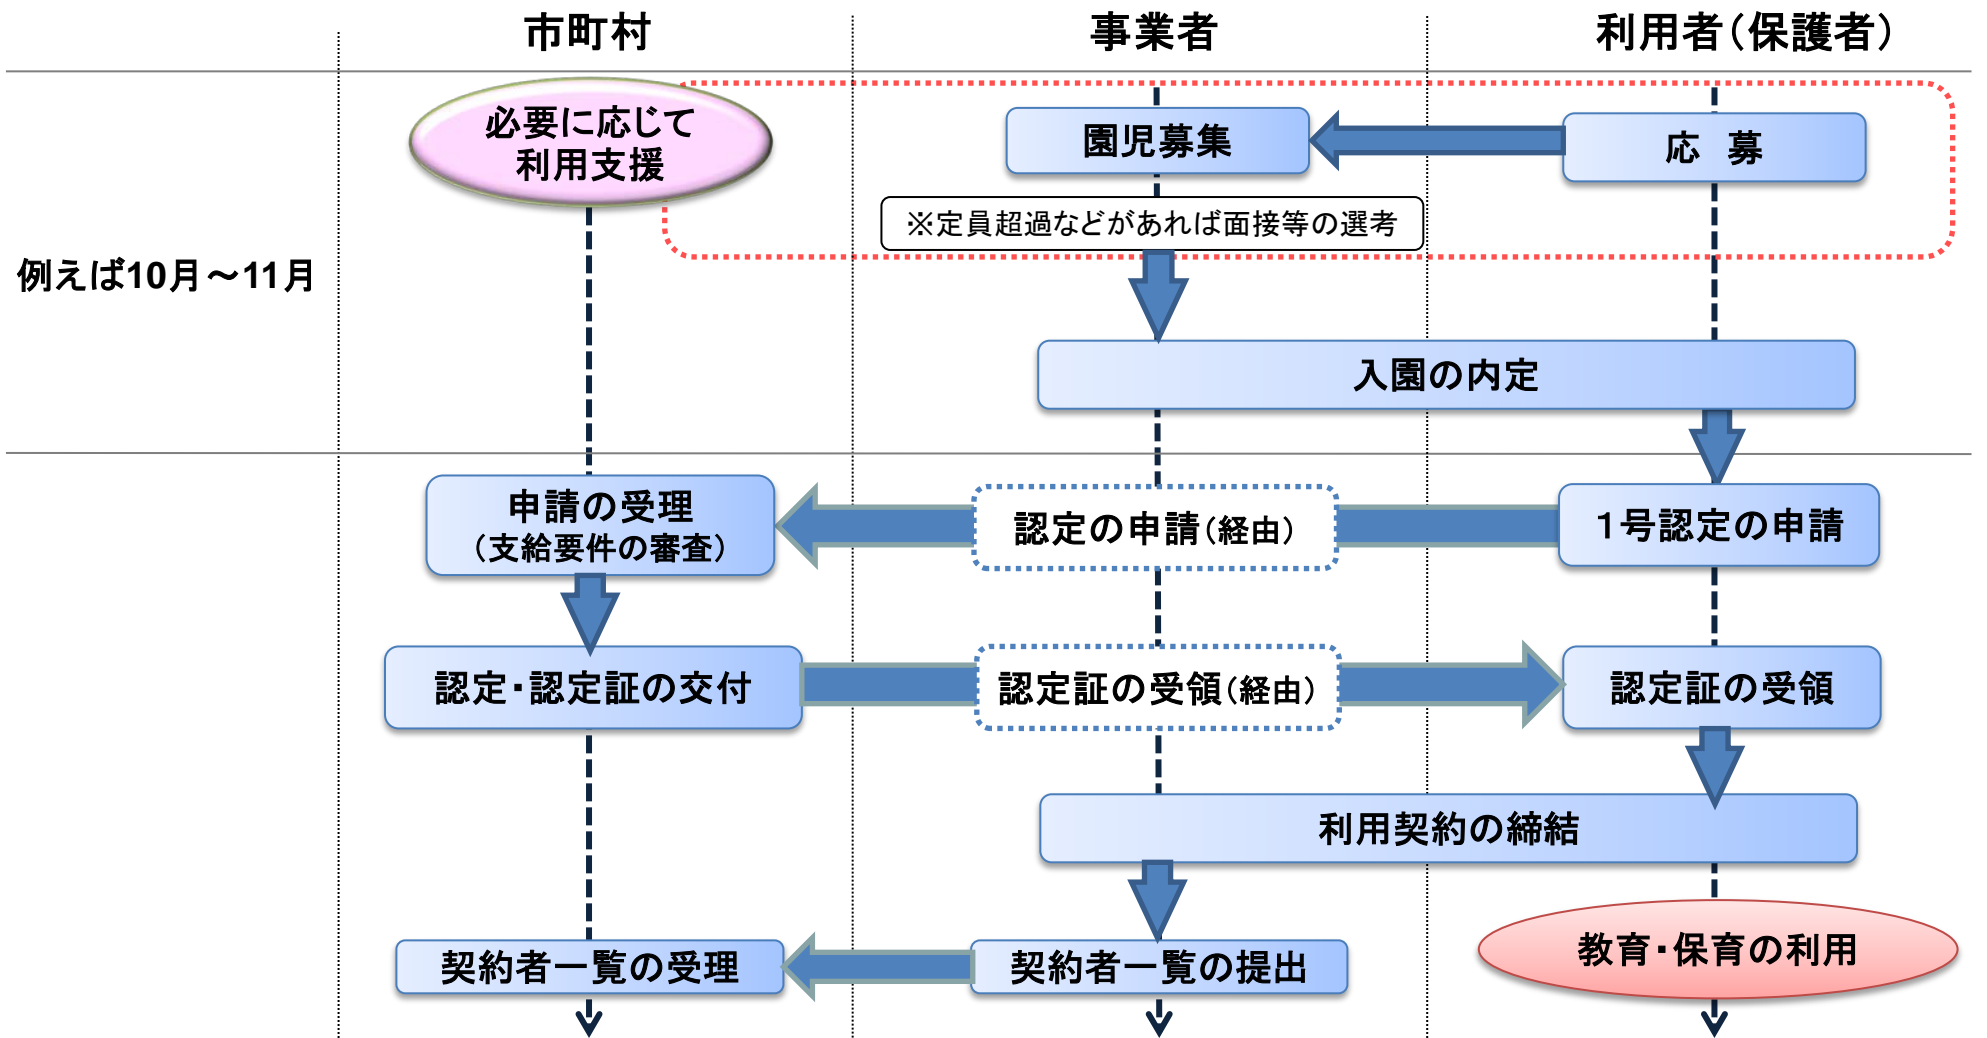 市町村
事業者
利用者（保護者）
必要に応じて
利用支援
園児募集
応　募
※定員超過などがあれば面接等の選考
例えば10月～11月
入園の内定
申請の受理
（支給要件の審査）
認定の申請（経由）
1号認定の申請
認定・認定証の交付
認定証の受領（経由）
認定証の受領
利用契約の締結
契約者一覧の受理
契約者一覧の提出
教育・保育の利用